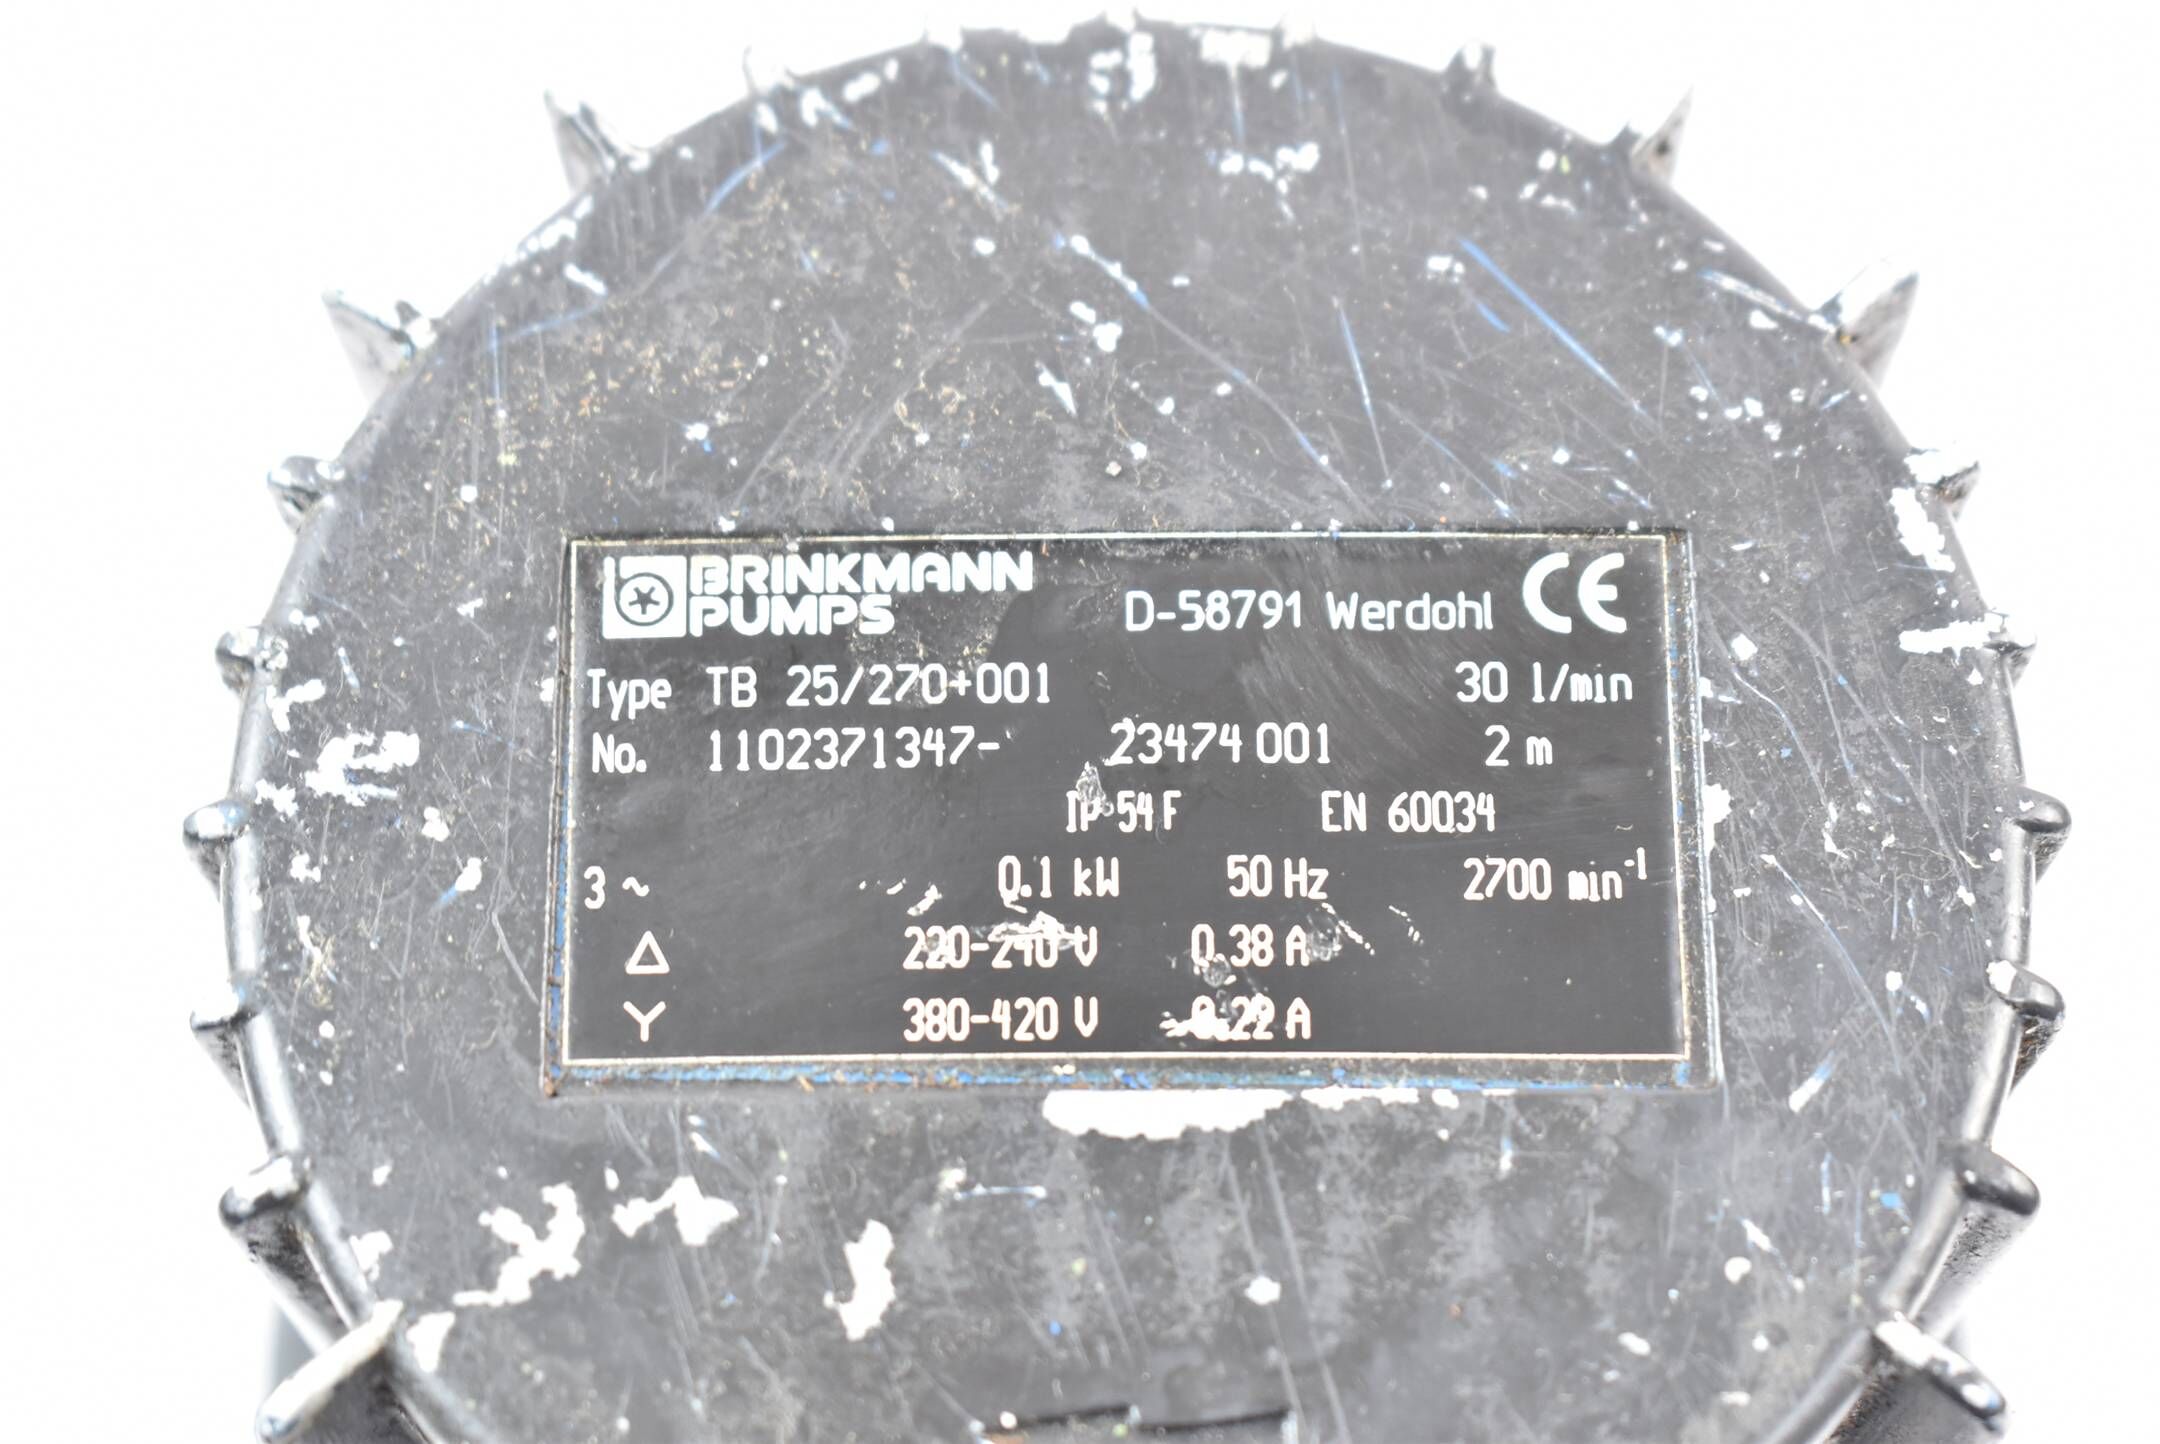 BRINKMANN
PUMPS
D-58791 Werdohl CE
Type TB 25/270+001 30 l/min
No. 1102371347- 23474 001 2 m
IP 54 F EN 60034
3 ~ 0.1 kW 50 Hz 2700 min⁻¹
Δ 220-240 V 0.38 A
Y 380-420 V 0.22 A